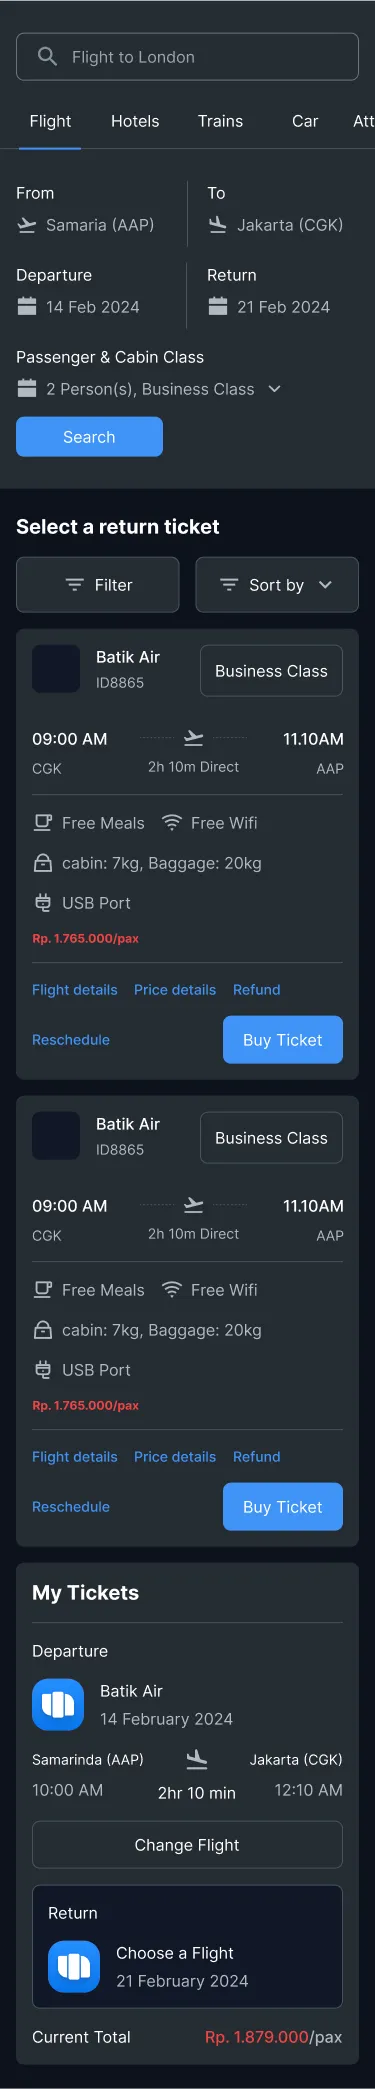 Flight to London
Flight Hotels Trains Car Att
From To
Samaria (AAP) Jakarta (CGK)
Departure Return
14 Feb 2024 21 Feb 2024
Passenger & Cabin Class
2 Person(s), Business Class
Search
Select a return ticket
Filter Sort by
Batik Air
ID8865
Business Class
09:00 AM 11.10AM
CGK 2h 10m Direct AAP
Free Meals Free Wifi
cabin: 7kg, Baggage: 20kg
USB Port
Rp. 1.765.000/pax
Flight details Price details Refund
Reschedule Buy Ticket
Batik Air
ID8865
Business Class
09:00 AM 11.10AM
CGK 2h 10m Direct AAP
Free Meals Free Wifi
cabin: 7kg, Baggage: 20kg
USB Port
Rp. 1.765.000/pax
Flight details Price details Refund
Reschedule Buy Ticket
My Tickets
Departure
Batik Air
14 February 2024
Samarinda (AAP) Jakarta (CGK)
10:00 AM 2hr 10 min 12:10 AM
Change Flight
Return
Choose a Flight
21 February 2024
Current Total Rp. 1.879.000/pax